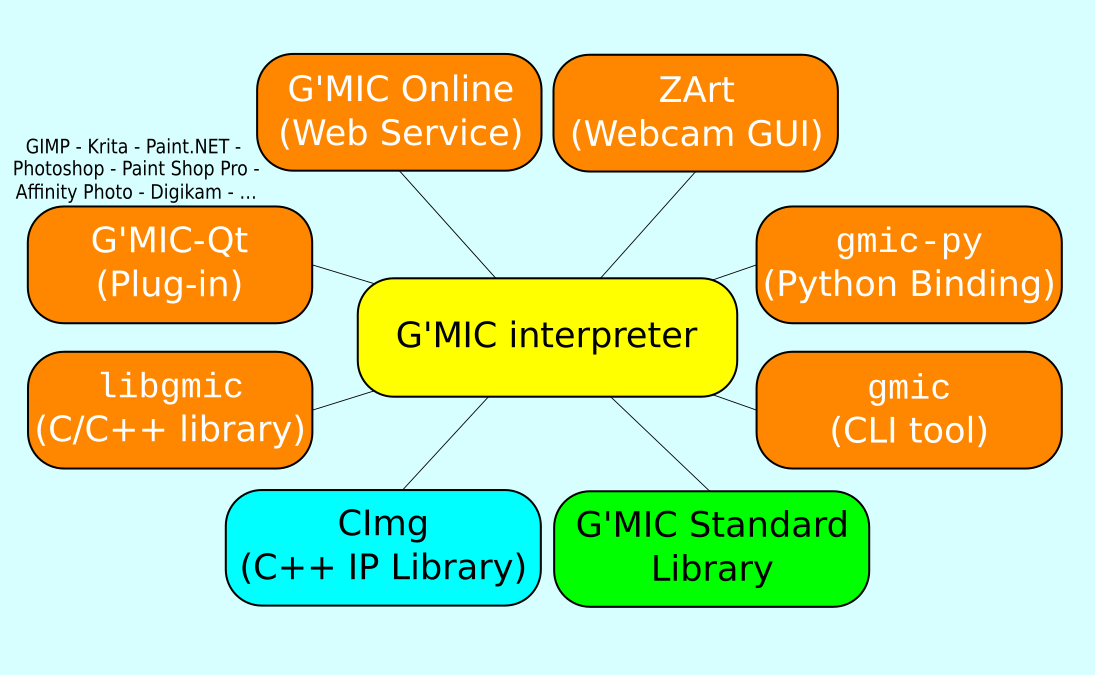 G'MIC Online
(Web Service)
ZArt
(Webcam GUI)
GIMP - Krita - Paint.NET -
Photoshop - Paint Shop Pro -
Affinity Photo - Digikam - ...
G'MIC-Qt
(Plug-in)
gmic-py
(Python Binding)
G'MIC interpreter
libgmic
(C/C++ library)
gmic
(CLI tool)
CImg
(C++ IP Library)
G'MIC Standard
Library